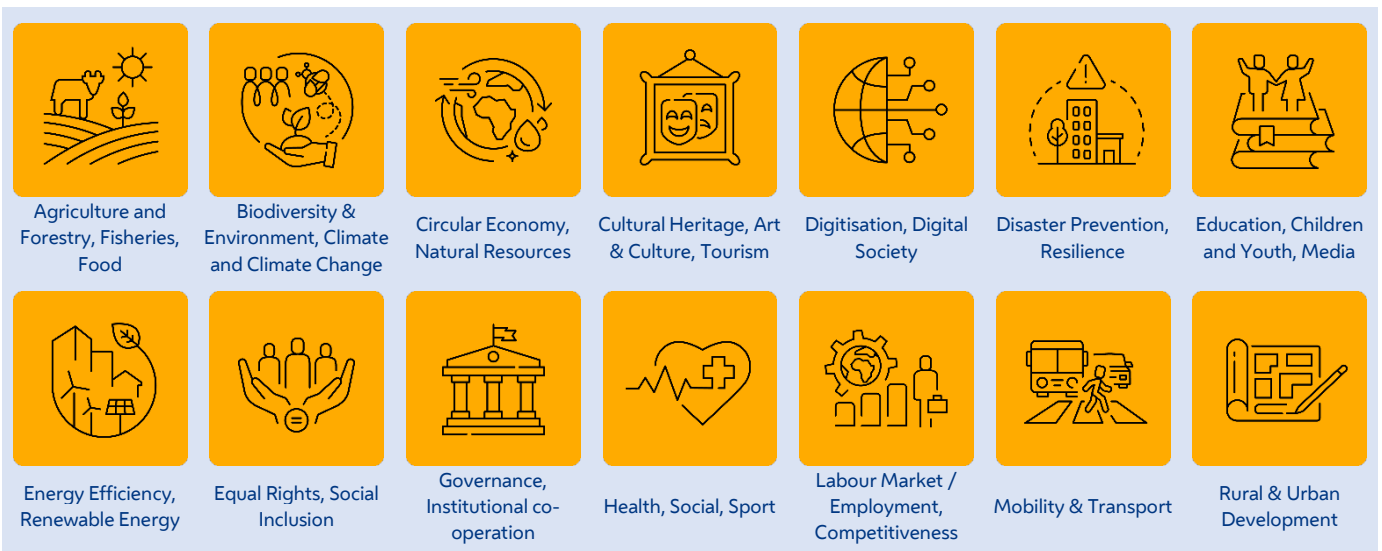 Agriculture and
Forestry, Fisheries,
Food
Biodiversity &
Environment, Climate
and Climate Change
Circular Economy,
Natural Resources
Cultural Heritage, Art
& Culture, Tourism
Digitisation, Digital
Society
Disaster Prevention,
Resilience
Education, Children
and Youth, Media
Energy Efficiency,
Renewable Energy
Equal Rights, Social
Inclusion
Governance,
Institutional co-
operation
Health, Social, Sport
Labour Market /
Employment,
Competitiveness
Mobility & Transport
Rural & Urban
Development